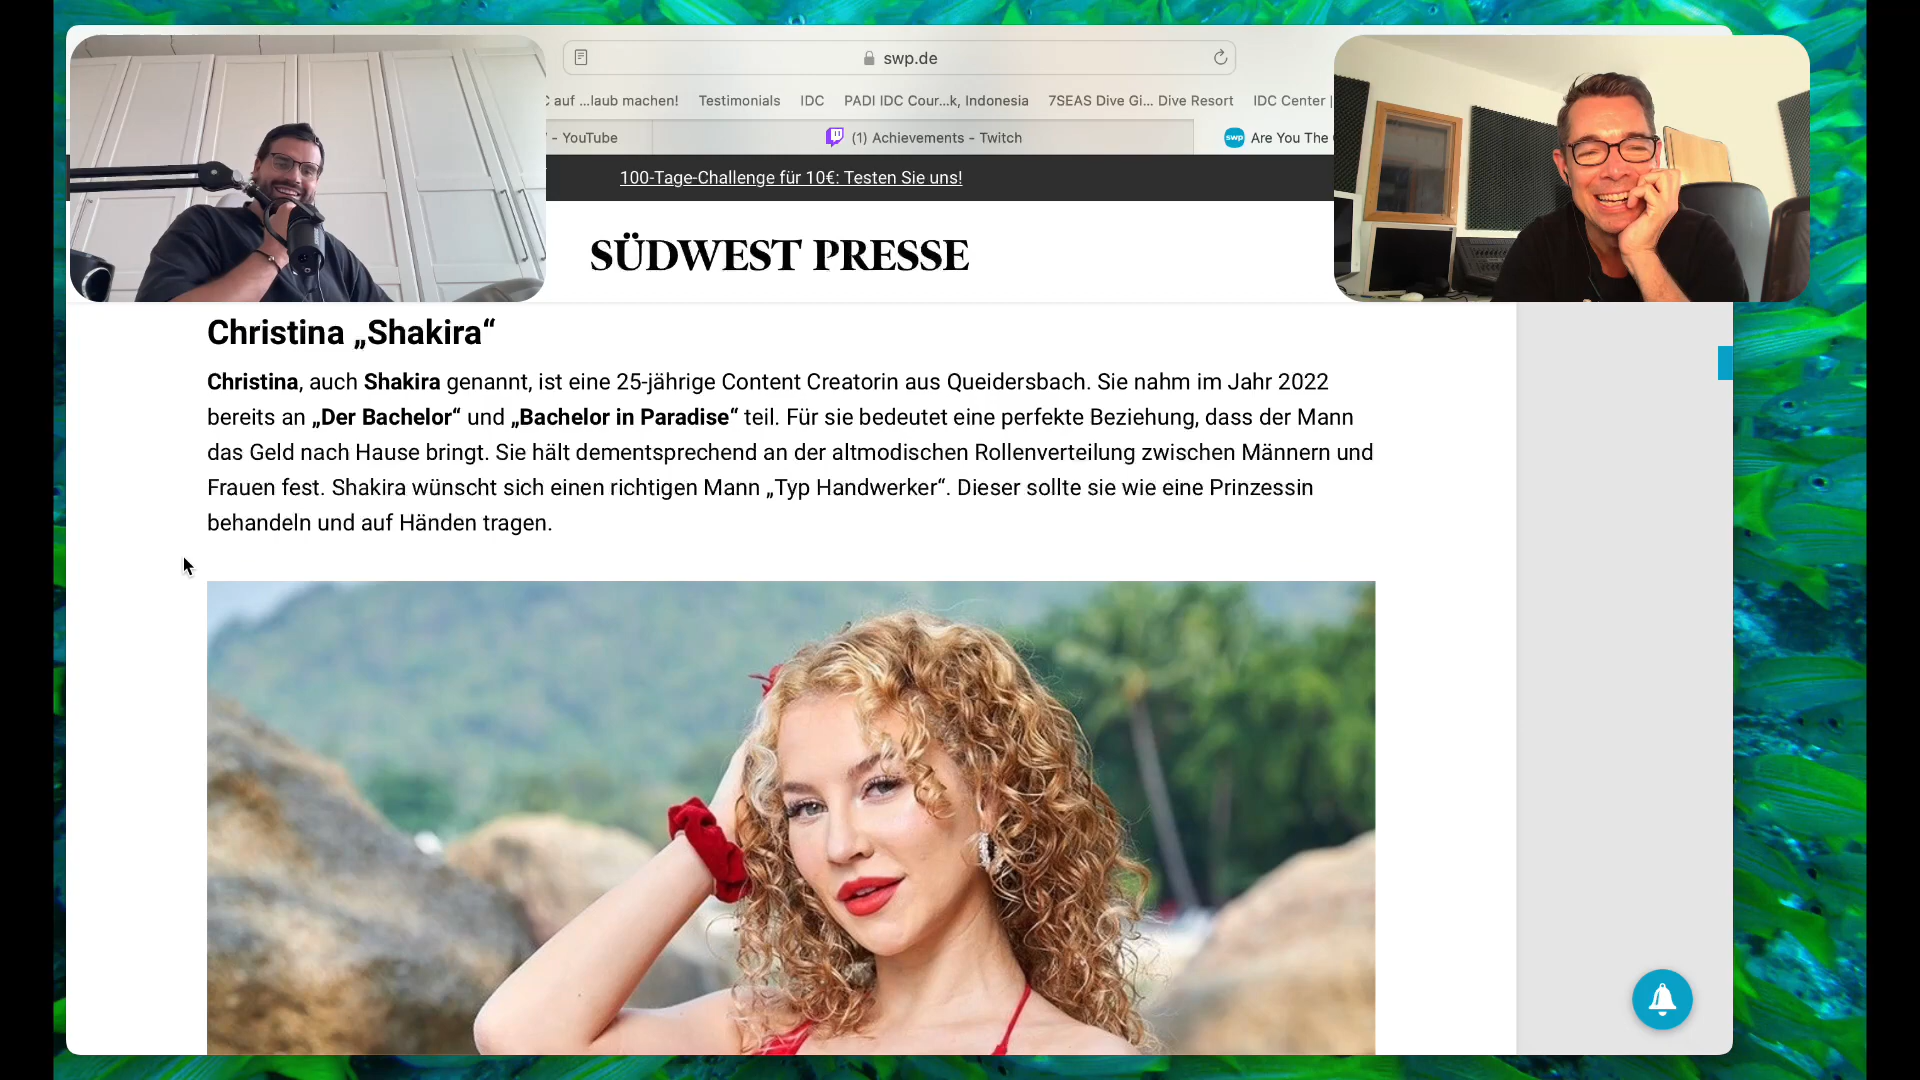 swp.de
auf ...laub machen! Testimonials IDC PADI IDC Cour...k, Indonesia 7SEAS Dive Gi... Dive Resort IDC Center |
- YouTube (1) Achievements - Twitch swp Are You The
100-Tage-Challenge für 10€: Testen Sie uns!
SÜDWEST PRESSE
Christina „Shakira“
Christina, auch Shakira genannt, ist eine 25-jährige Content Creatorin aus Queidersbach. Sie nahm im Jahr 2022
bereits an „Der Bachelor“ und „Bachelor in Paradise“ teil. Für sie bedeutet eine perfekte Beziehung, dass der Mann
das Geld nach Hause bringt. Sie hält dementsprechend an der altmodischen Rollenverteilung zwischen Männern und
Frauen fest. Shakira wünscht sich einen richtigen Mann „Typ Handwerker“. Dieser sollte sie wie eine Prinzessin
behandeln und auf Händen tragen.